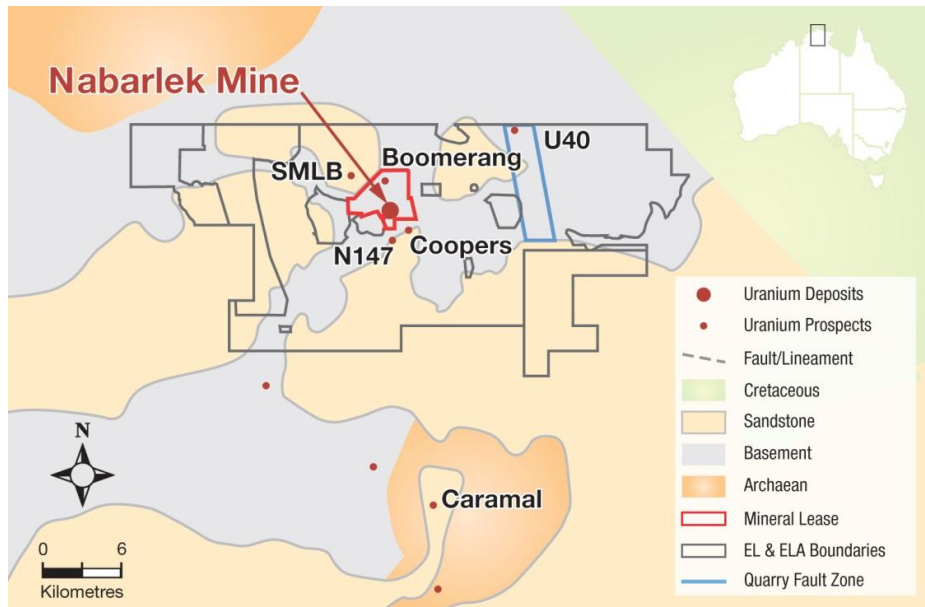 Nabarlek Mine
U40
Boomerang
SMLB
Coopers
N147
Caramal
N
0 6
Kilometres
Uranium Deposits
Uranium Prospects
Fault/Lineament
Cretaceous
Sandstone
Basement
Archaean
Mineral Lease
EL & ELA Boundaries
Quarry Fault Zone